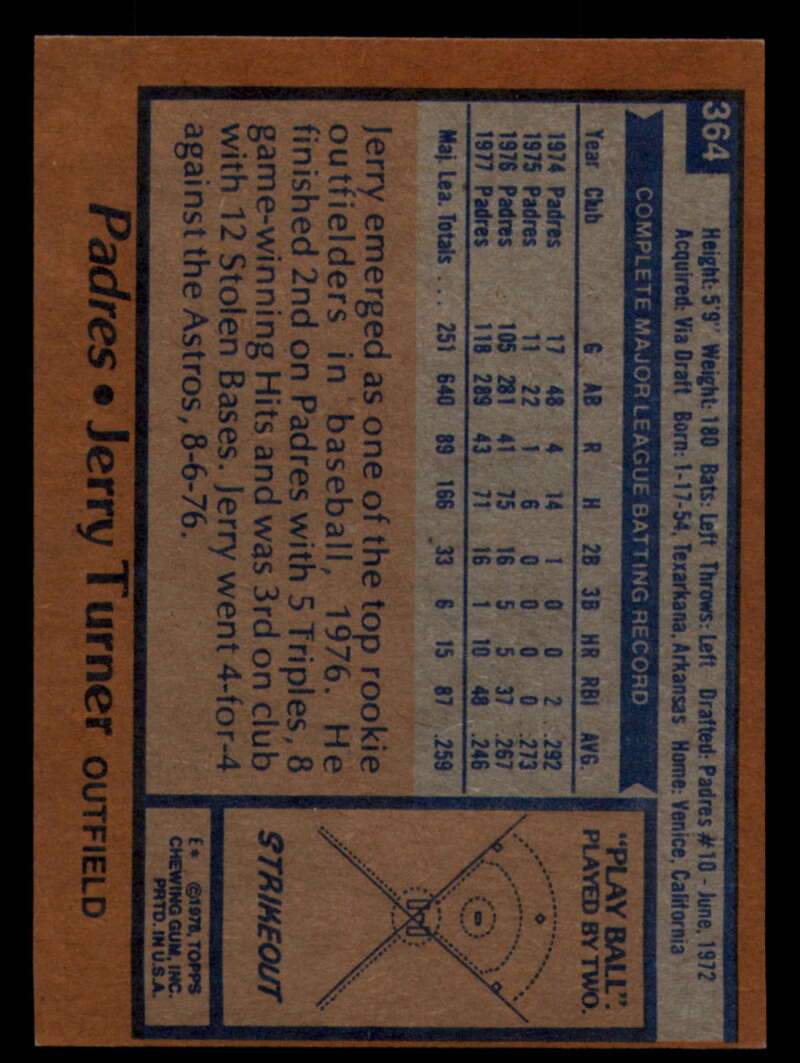 364
Height: 5'9" Weight: 180 Bats: Left Throws: Left Drafted: Padres #10 - June, 1972
Acquired: Via Draft Born: 1-17-54, Texarkana, Arkansas Home: Venice, California
COMPLETE MAJOR LEAGUE BATTING RECORD
Year Club G AB R H 2B 3B HR RBI AVG.
1974 Padres 17 48 4 14 1 0 0 2 .292
1975 Padres 11 22 1 6 0 0 0 0 .273
1976 Padres 105 281 41 75 16 5 5 37 .267
1977 Padres 118 289 43 71 16 1 10 48 .246
Maj. Lea. Totals . . . 251 640 89 166 33 6 15 87 .259
Jerry emerged as one of the top rookie
outfielders in baseball, 1976. He
finished 2nd on Padres with 5 Triples, 8
game-winning Hits and was 3rd on club
with 12 Stolen Bases. Jerry went 4-for-4
against the Astros, 8-6-76.
"PLAY BALL":
PLAYED BY TWO.
STRIKEOUT
E* ©1978, TOPPS
CHEWING GUM, INC.
PRTD. IN U.S.A.
Padres • Jerry Turner OUTFIELD